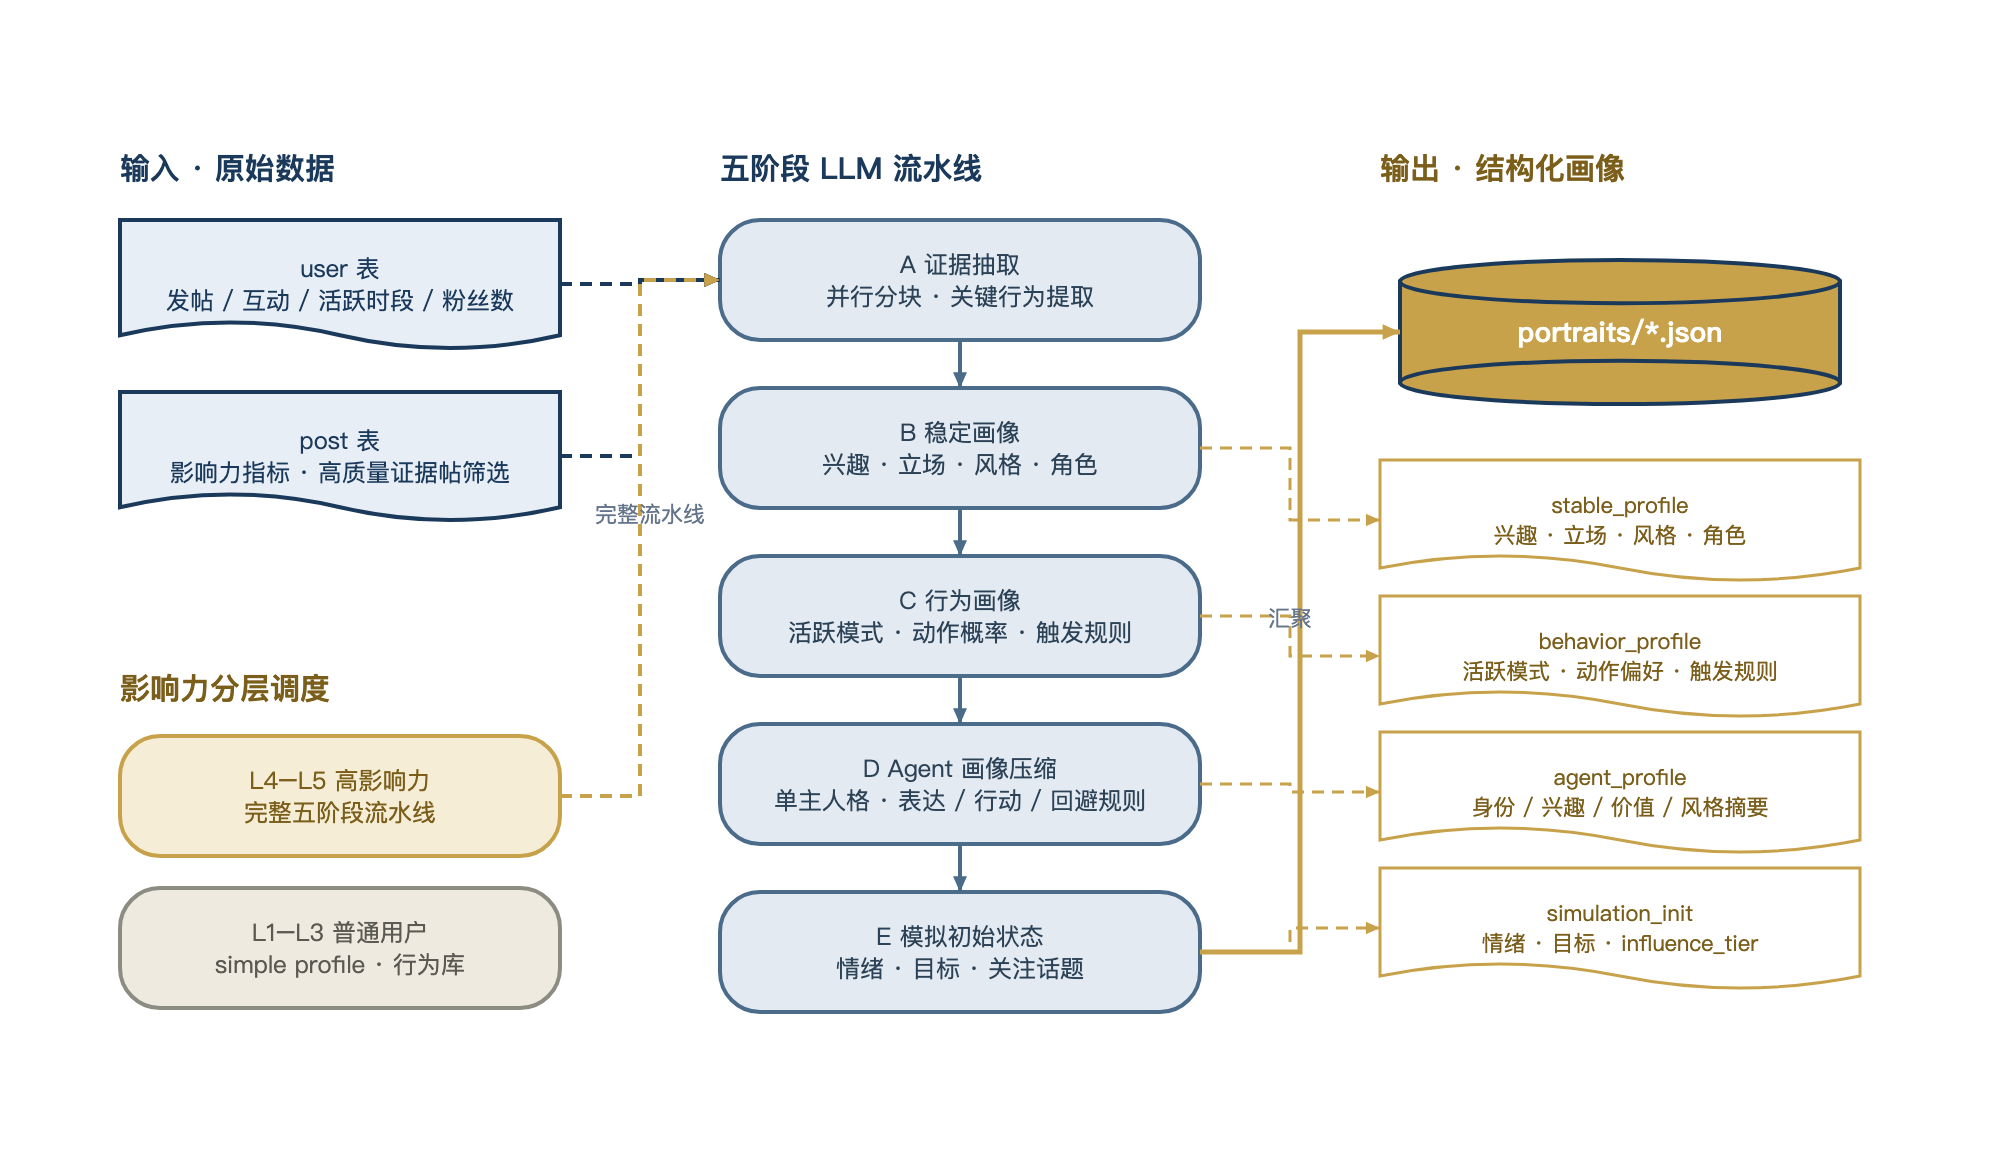 输入 · 原始数据
user 表
发帖 / 互动 / 活跃时段 / 粉丝数
post 表
影响力指标 · 高质量证据帖筛选
完整流水线
影响力分层调度
L4—L5 高影响力
完整五阶段流水线
L1—L3 普通用户
simple profile · 行为库
五阶段 LLM 流水线
A 证据抽取
并行分块 · 关键行为提取
B 稳定画像
兴趣 · 立场 · 风格 · 角色
C 行为画像
活跃模式 · 动作概率 · 触发规则
D Agent 画像压缩
单主人格 · 表达 / 行动 / 回避规则
E 模拟初始状态
情绪 · 目标 · 关注话题
汇聚
输出 · 结构化画像
portraits/*.json
stable_profile
兴趣 · 立场 · 风格 · 角色
behavior_profile
活跃模式 · 动作偏好 · 触发规则
agent_profile
身份 / 兴趣 / 价值 / 风格摘要
simulation_init
情绪 · 目标 · influence_tier